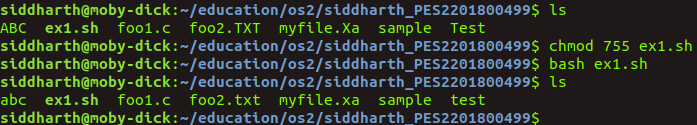 siddharth@moby-dick:~/education/os2/siddharth_PES2201800499$ ls
ABC ex1.sh foo1.c foo2.TXT myfile.Xa sample Test
siddharth@moby-dick:~/education/os2/siddharth_PES2201800499$ chmod 755 ex1.sh
siddharth@moby-dick:~/education/os2/siddharth_PES2201800499$ bash ex1.sh
siddharth@moby-dick:~/education/os2/siddharth_PES2201800499$ ls
abc ex1.sh foo1.c foo2.txt myfile.xa sample test
siddharth@moby-dick:~/education/os2/siddharth_PES2201800499$